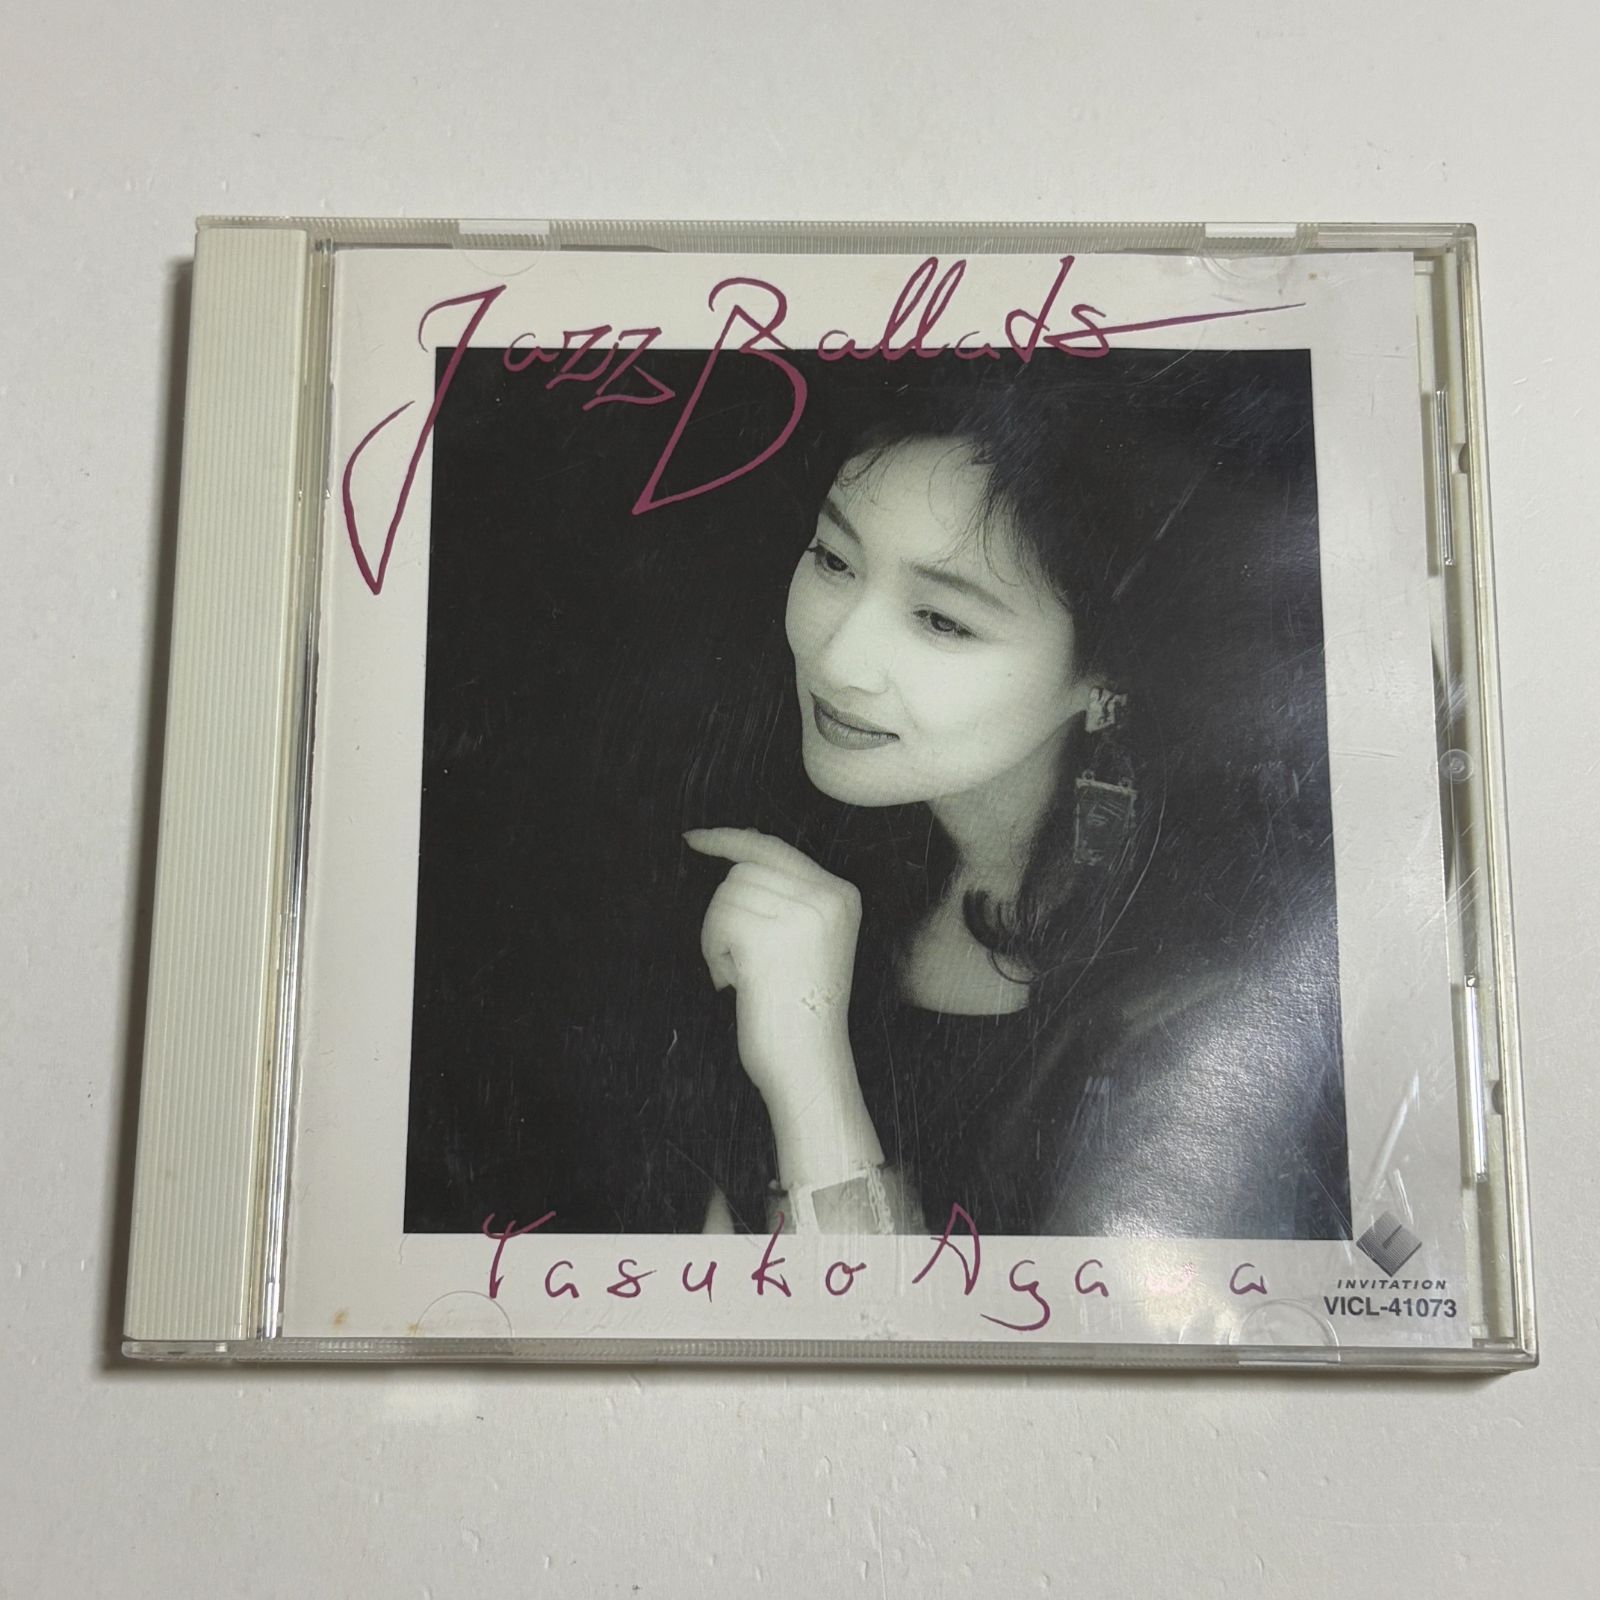 Jazz Ballads
Yasuko Agawa
INVITATION
VICL-41073